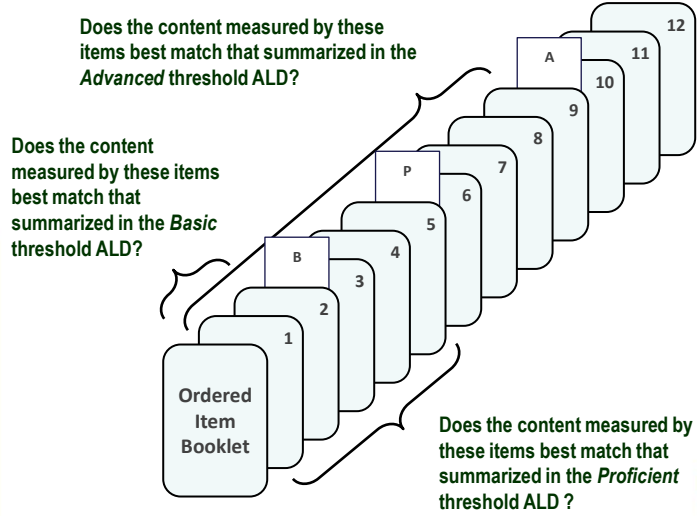 Does the content measured by these
items best match that summarized in the
Advanced threshold ALD?
Does the content
measured by these items
best match that
summarized in the Basic
threshold ALD?
12
11
A
10
9
8
7
P
6
5
4
B
3
2
1
Ordered
Item
Booklet
Does the content measured by
these items best match that
summarized in the Proficient
threshold ALD ?